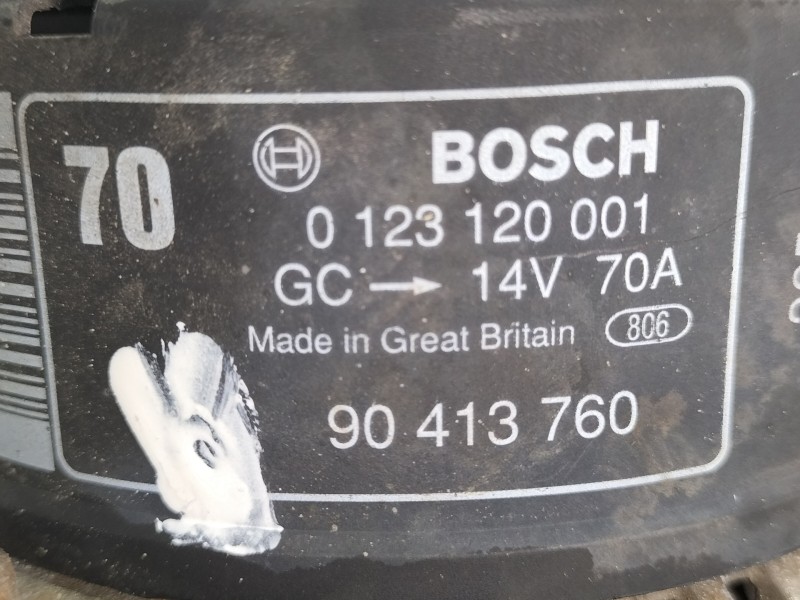 70
BOSCH
0 123 120 001
GC → 14V 70A
Made in Great Britain 806
90 413 760